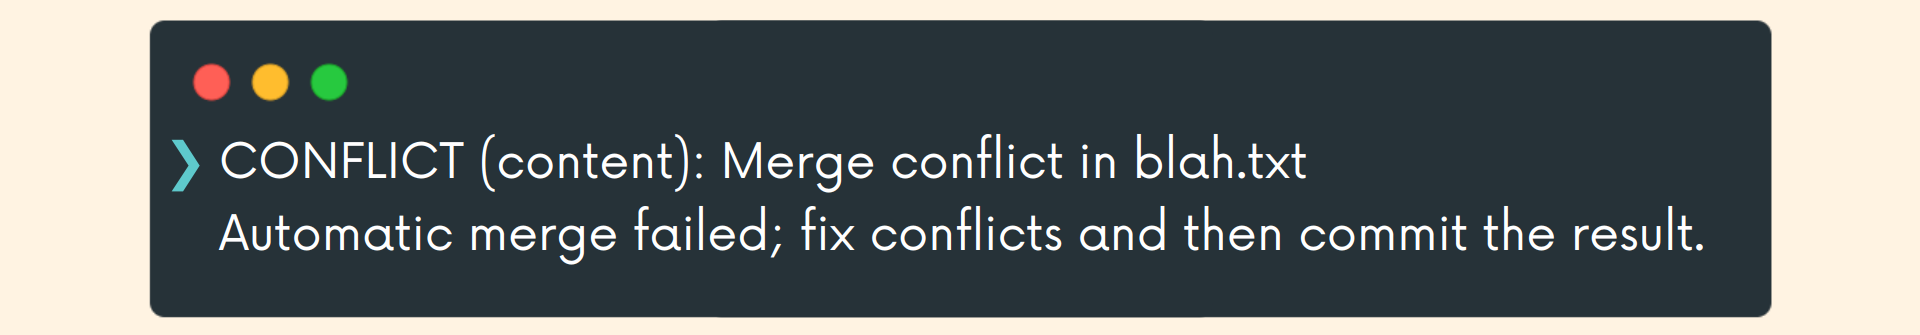 ❯ CONFLICT (content): Merge conflict in blah.txt
Automatic merge failed; fix conflicts and then commit the result.